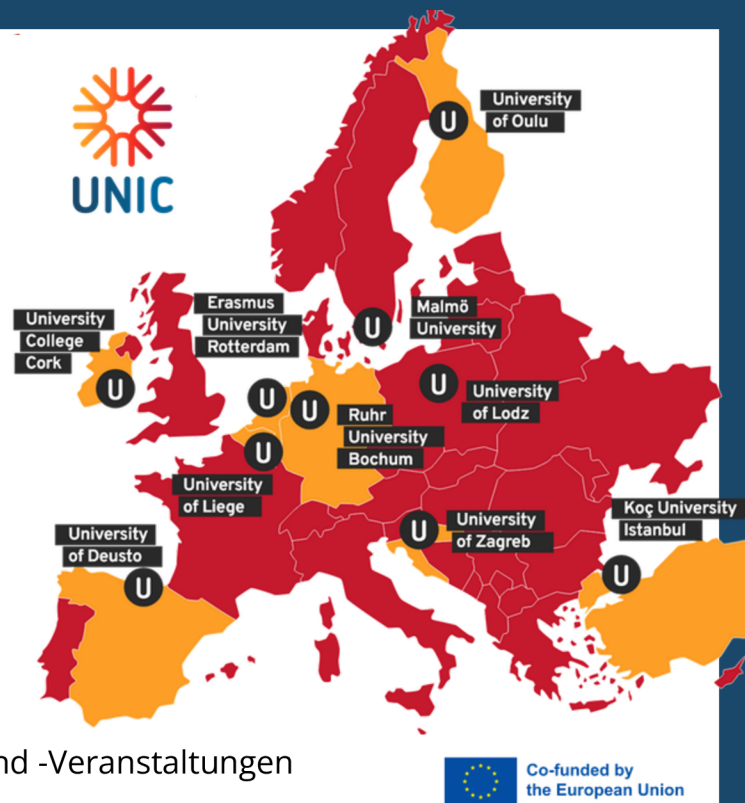 UNIC
University
of Oulu
University
College
Cork
Erasmus
University
Rotterdam
Malmö
University
University
of Lodz
Ruhr
University
Bochum
University
of Liege
University
of Deusto
University
of Zagreb
Koç University
Istanbul
U
U
U
U
U
U
U
U
U
U
nd -Veranstaltungen
Co-funded by
the European Union